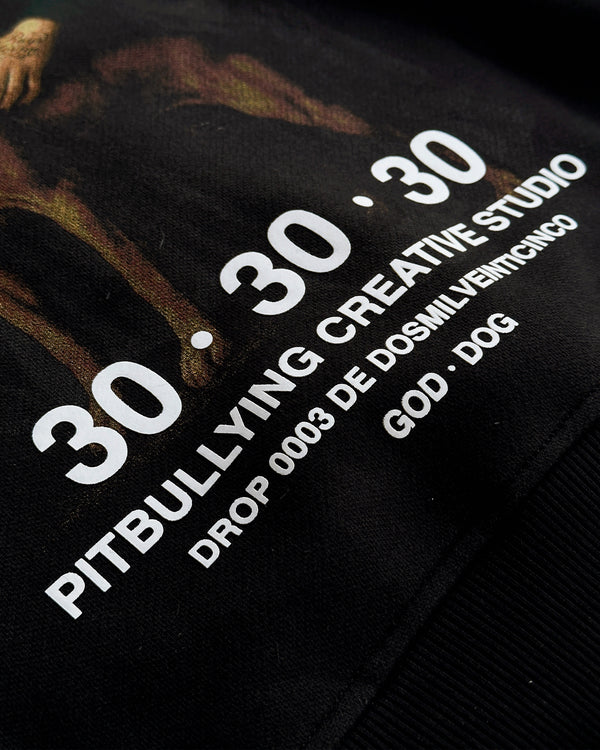 30 · 30 · 30
PITBULLYING CREATIVE STUDIO
DROP 0003 DE DOSMILVEINTICINCO
GOD · DOG